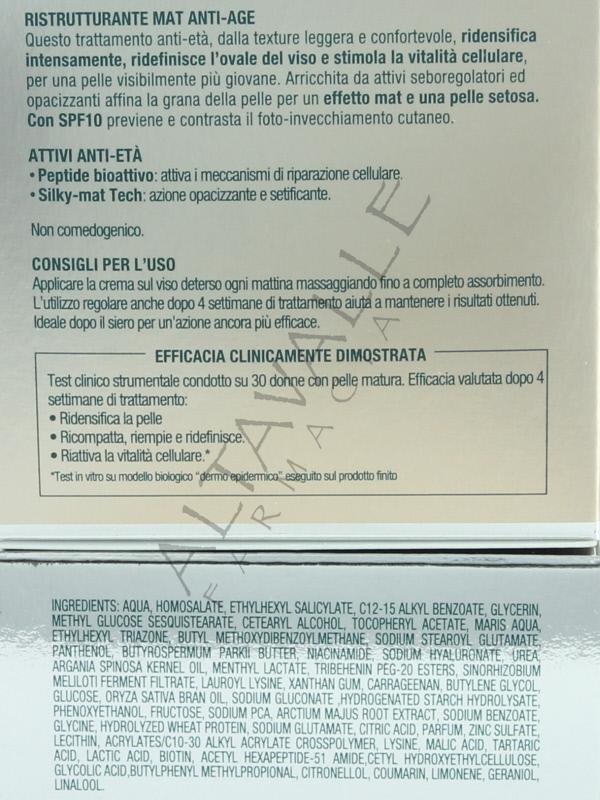 RISTRUTTURANTE MAT ANTI-AGE
Questo trattamento anti-età, dalla texture leggera e confortevole, ridensifica
intensamente, ridefinisce l'ovale del viso e stimola la vitalità cellulare,
per una pelle visibilmente più giovane. Arricchita da attivi seboregolatori ed
opacizzanti affina la grana della pelle per un effetto mat e una pelle setosa.
Con SPF10 previene e contrasta il foto-invecchiamento cutaneo.
ATTIVI ANTI-ETÀ
• Peptide bioattivo: attiva i meccanismi di riparazione cellulare.
• Silky-mat Tech: azione opacizzante e setificante.
Non comedogenico.
CONSIGLI PER L'USO
Applicare la crema sul viso deterso ogni mattina massaggiando fino a completo assorbimento.
L'utilizzo regolare anche dopo 4 settimane di trattamento aiuta a mantenere i risultati ottenuti.
Ideale dopo il siero per un'azione ancora più efficace.
EFFICACIA CLINICAMENTE DIMOSTRATA
Test clinico strumentale condotto su 30 donne con pelle matura. Efficacia valutata dopo 4
settimane di trattamento:
• Ridensifica la pelle
• Ricompatta, riempie e ridefinisce.
• Riattiva la vitalità cellulare.*
*Test in vitro su modello biologico "dermo epidermico" eseguito sul prodotto finito
ALTAVALLE
FARMACIA
INGREDIENTS: AQUA, HOMOSALATE, ETHYLHEXYL SALICYLATE, C12-15 ALKYL BENZOATE, GLYCERIN,
METHYL GLUCOSE SESQUISTEARATE, CETEARYL ALCOHOL, TOCOPHERYL ACETATE, MARIS AQUA,
ETHYLHEXYL TRIAZONE, BUTYL METHOXYDIBENZOYLMETHANE, SODIUM STEAROYL GLUTAMATE,
PANTHENOL, BUTYROSPERMUM PARKII BUTTER, NIACINAMIDE, SODIUM HYALURONATE, UREA,
ARGANIA SPINOSA KERNEL OIL, MENTHYL LACTATE, TRIBEHENIN PEG-20 ESTERS, SINORHIZOBIUM
MELILOTI FERMENT FILTRATE, LAUROYL LYSINE, XANTHAN GUM, CARRAGEENAN, BUTYLENE GLYCOL,
GLUCOSE, ORYZA SATIVA BRAN OIL, SODIUM GLUCONATE ,HYDROGENATED STARCH HYDROLYSATE,
PHENOXYETHANOL, FRUCTOSE, SODIUM PCA, ARCTIUM MAJUS ROOT EXTRACT, SODIUM BENZOATE,
GLYCINE, HYDROLYZED WHEAT PROTEIN, SODIUM GLUTAMATE, CITRIC ACID, PARFUM, ZINC SULFATE,
LECITHIN, ACRYLATES/C10-30 ALKYL ACRYLATE CROSSPOLYMER, LYSINE, MALIC ACID, TARTARIC
ACID, LACTIC ACID, BIOTIN, ACETYL HEXAPEPTIDE-51 AMIDE,CETYL HYDROXYETHYLCELLULOSE,
GLYCOLIC ACID,BUTYLPHENYL METHYLPROPIONAL, CITRONELLOL, COUMARIN, LIMONENE, GERANIOL,
LINALOOL.